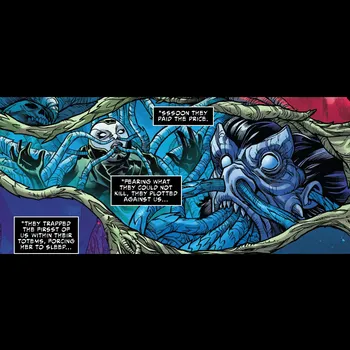 "SSSOON THEY
PAID THE PRICE.
"FEARING WHAT
THEY COULD NOT
KILL, THEY PLOTTED
AGAINST US...
"THEY TRAPPED
THE FIRSST OF
US WITHIN THEIR
TOTEMS, FORCING
HER TO SLEEP...